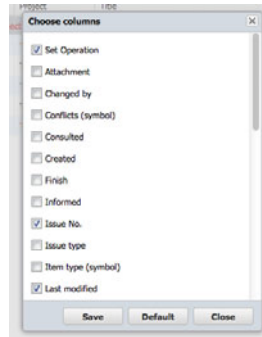 Project Title
Choose columns
Set Operation
Attachment
Changed by
Conflicts (symbol)
Consulted
Created
Finish
Informed
Issue No.
Issue type
Item type (symbol)
Last modified
Save Default Close